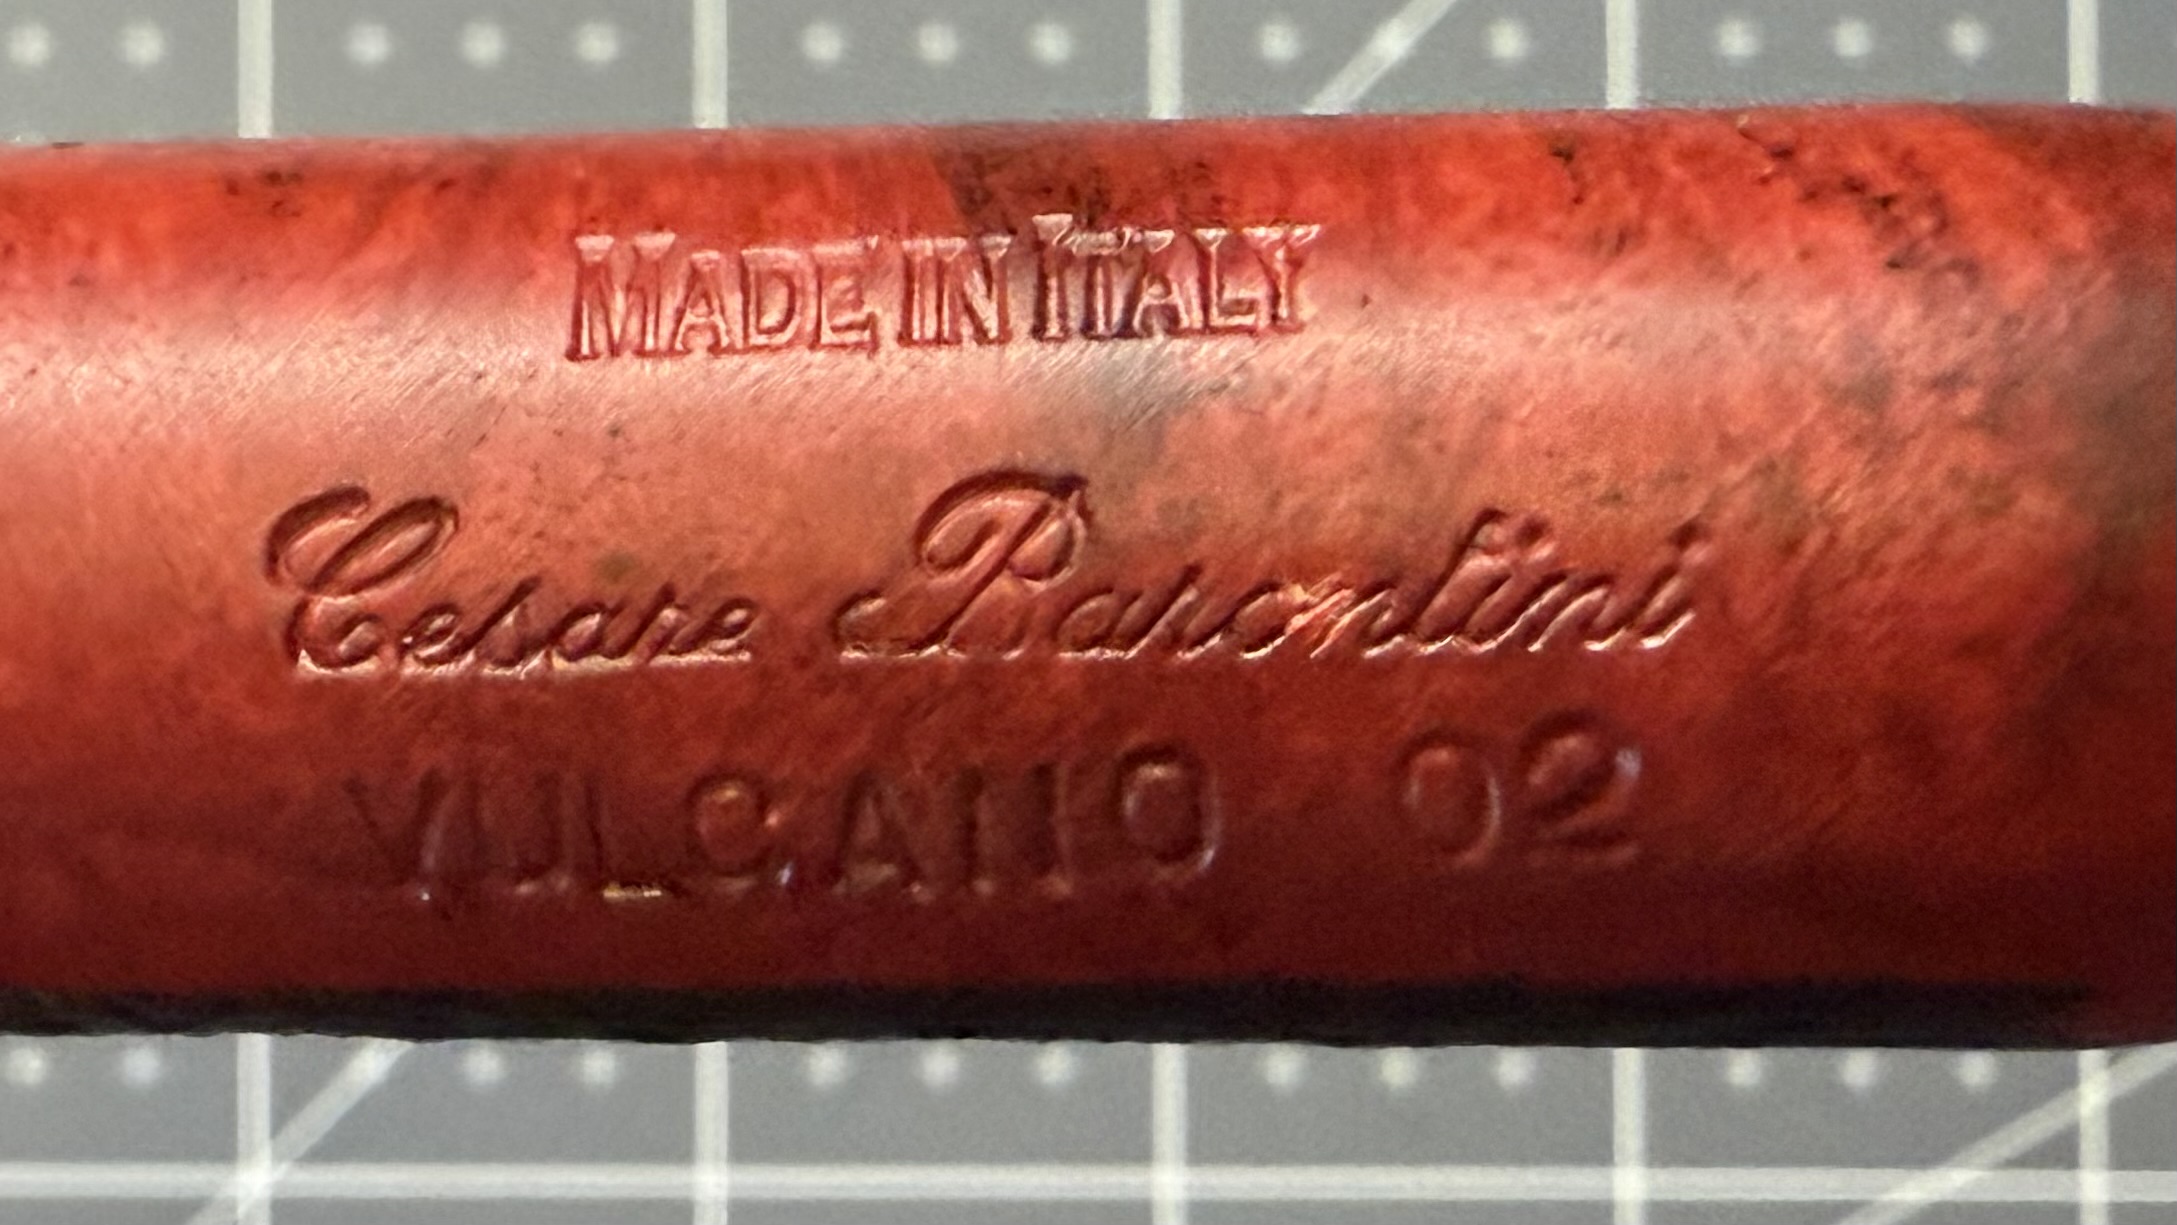 MADE IN ITALY
Cesare Barontini
VULCANO 02